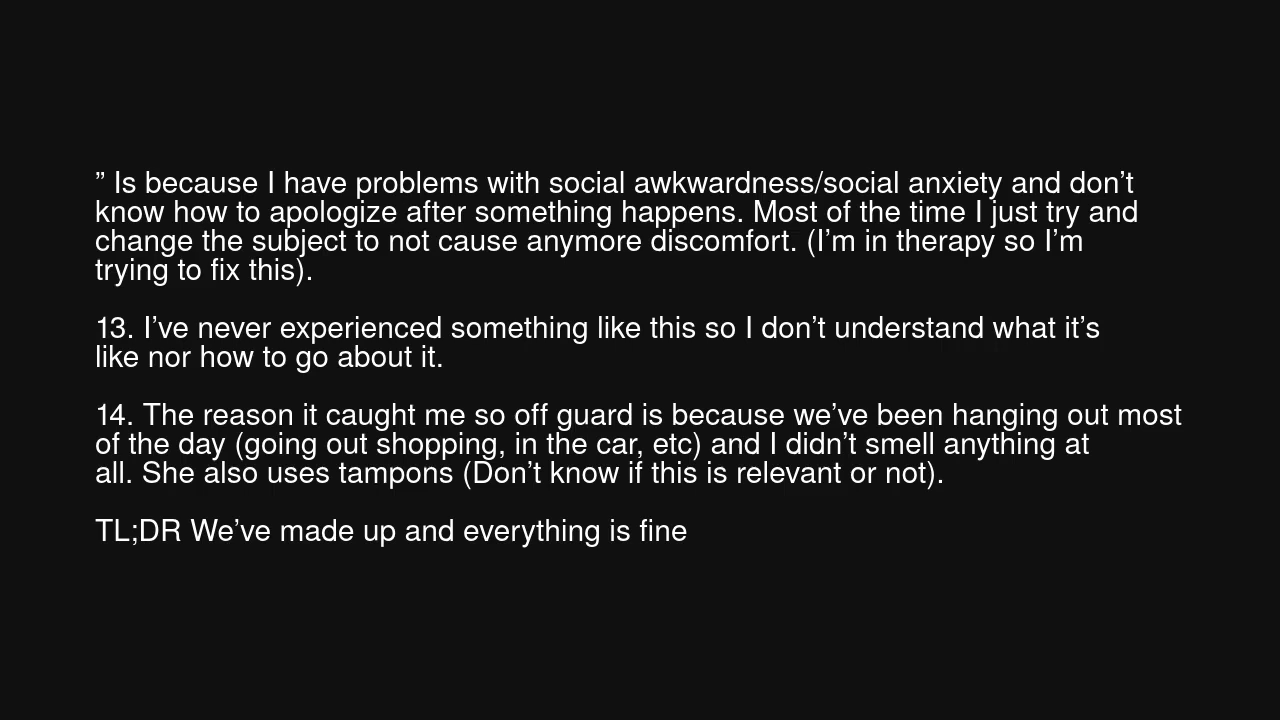 ” Is because I have problems with social awkwardness/social anxiety and don’t
know how to apologize after something happens. Most of the time I just try and
change the subject to not cause anymore discomfort. (I’m in therapy so I’m
trying to fix this).
13. I’ve never experienced something like this so I don’t understand what it’s
like nor how to go about it.
14. The reason it caught me so off guard is because we’ve been hanging out most
of the day (going out shopping, in the car, etc) and I didn’t smell anything at
all. She also uses tampons (Don’t know if this is relevant or not).
TL;DR We’ve made up and everything is fine